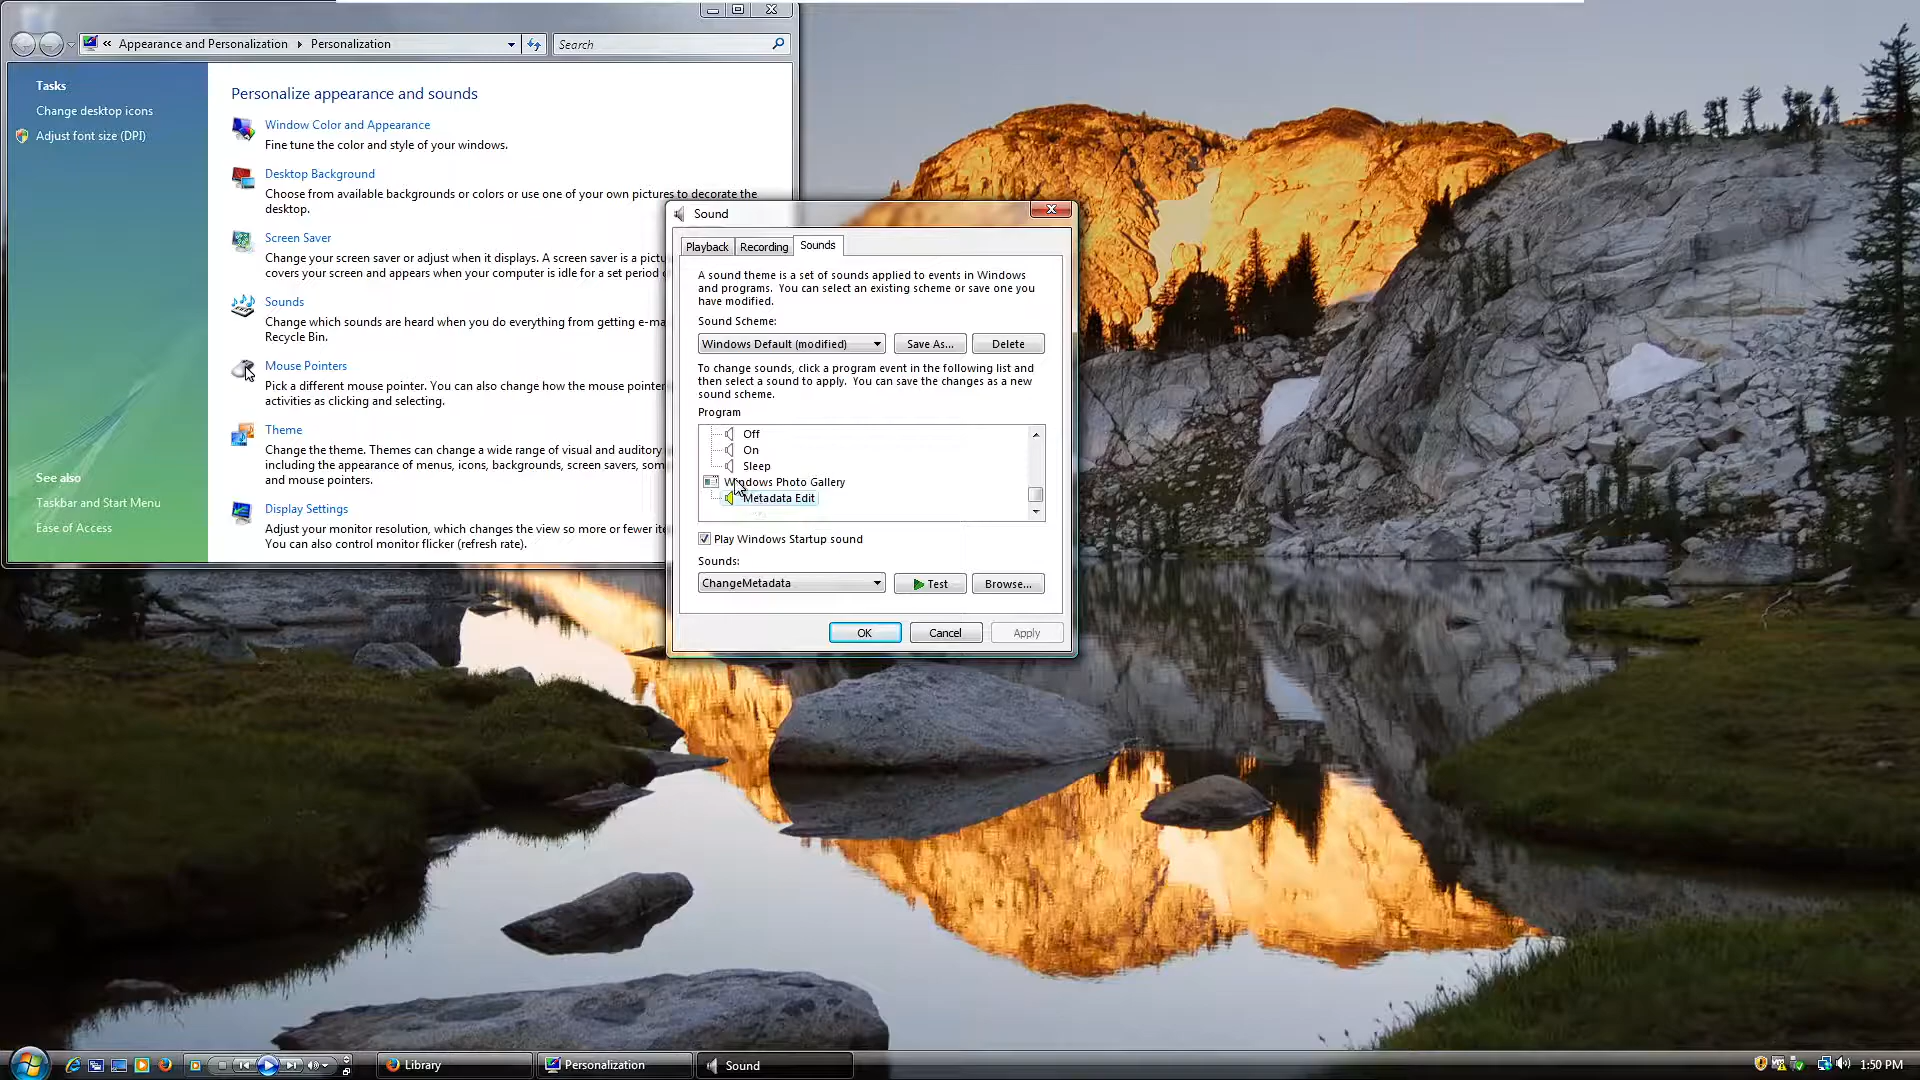 « Appearance and Personalization Personalization
Search
Tasks
Change desktop icons
Adjust font size (DPI)
See also
Taskbar and Start Menu
Ease of Access
Personalize appearance and sounds
Window Color and Appearance
Fine tune the color and style of your windows.
Desktop Background
Choose from available backgrounds or colors or use one of your own pictures to decorate the
desktop.
Screen Saver
Change your screen saver or adjust when it displays. A screen saver is a
covers your screen and appears when your computer is idle for a set period
Sounds
Change which sounds are heard when you do everything from getting
Recycle Bin.
Mouse Pointers
Pick a different mouse pointer. You can also change how the mouse pointer
activities as clicking and selecting.
Theme
Change the theme. Themes can change a wide range of visual and auditory
including the appearance of menus, icons, backgrounds, screen savers,
and mouse pointers.
Display Settings
Adjust your monitor resolution, which changes the view so more or fewer
You can also control monitor flicker (refresh rate).
Sound
Playback Recording Sounds
A sound theme is a set of sounds applied to events in Windows
and programs. You can select an existing scheme or save one you
have modified.
Sound Scheme:
Windows Default (modified) Save As... Delete
To change sounds, click a program event in the following list and
then select a sound to apply. You can save the changes as a new
sound scheme.
Program
Off
On
Sleep
Windows Photo Gallery
Metadata Edit
Play Windows Startup sound
Sounds:
ChangeMetadata Test Browse...
OK Cancel Apply
Library Personalization Sound 1:50 PM